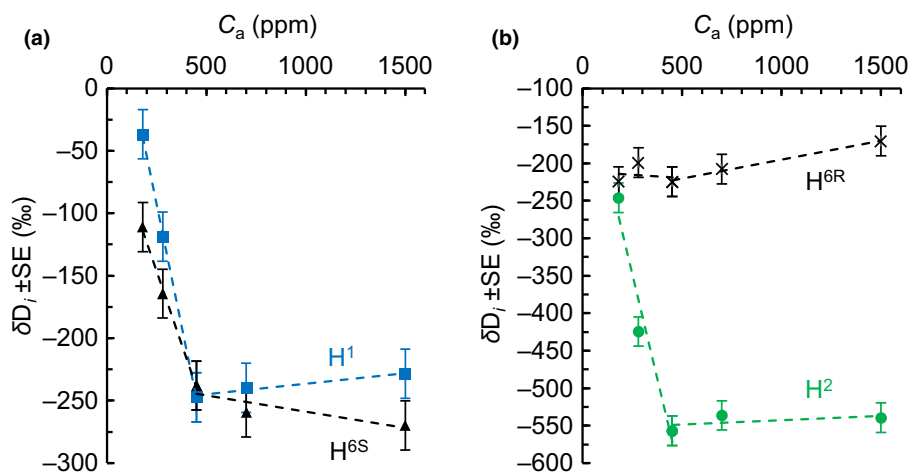 (a)
Cₐ (ppm)
0 500 1000 1500
0
–50
–100
–150
–200
–250
–300
δDᵢ ±SE (‰)
H¹
H⁶ˢ
(b)
Cₐ (ppm)
0 500 1000 1500
–100
–150
–200
–250
–300
–350
–400
–450
–500
–550
–600
δDᵢ ±SE (‰)
H⁶ᴿ
H²